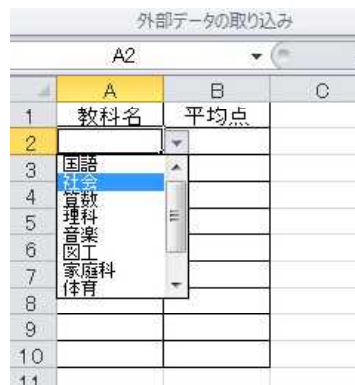 外部データの取り込み
A2
A B C
1 教科名 平均点
2
3 国語
社会
4 算数
5 理科
音楽
6 図工
7 家庭科
8 体育
9
10
11